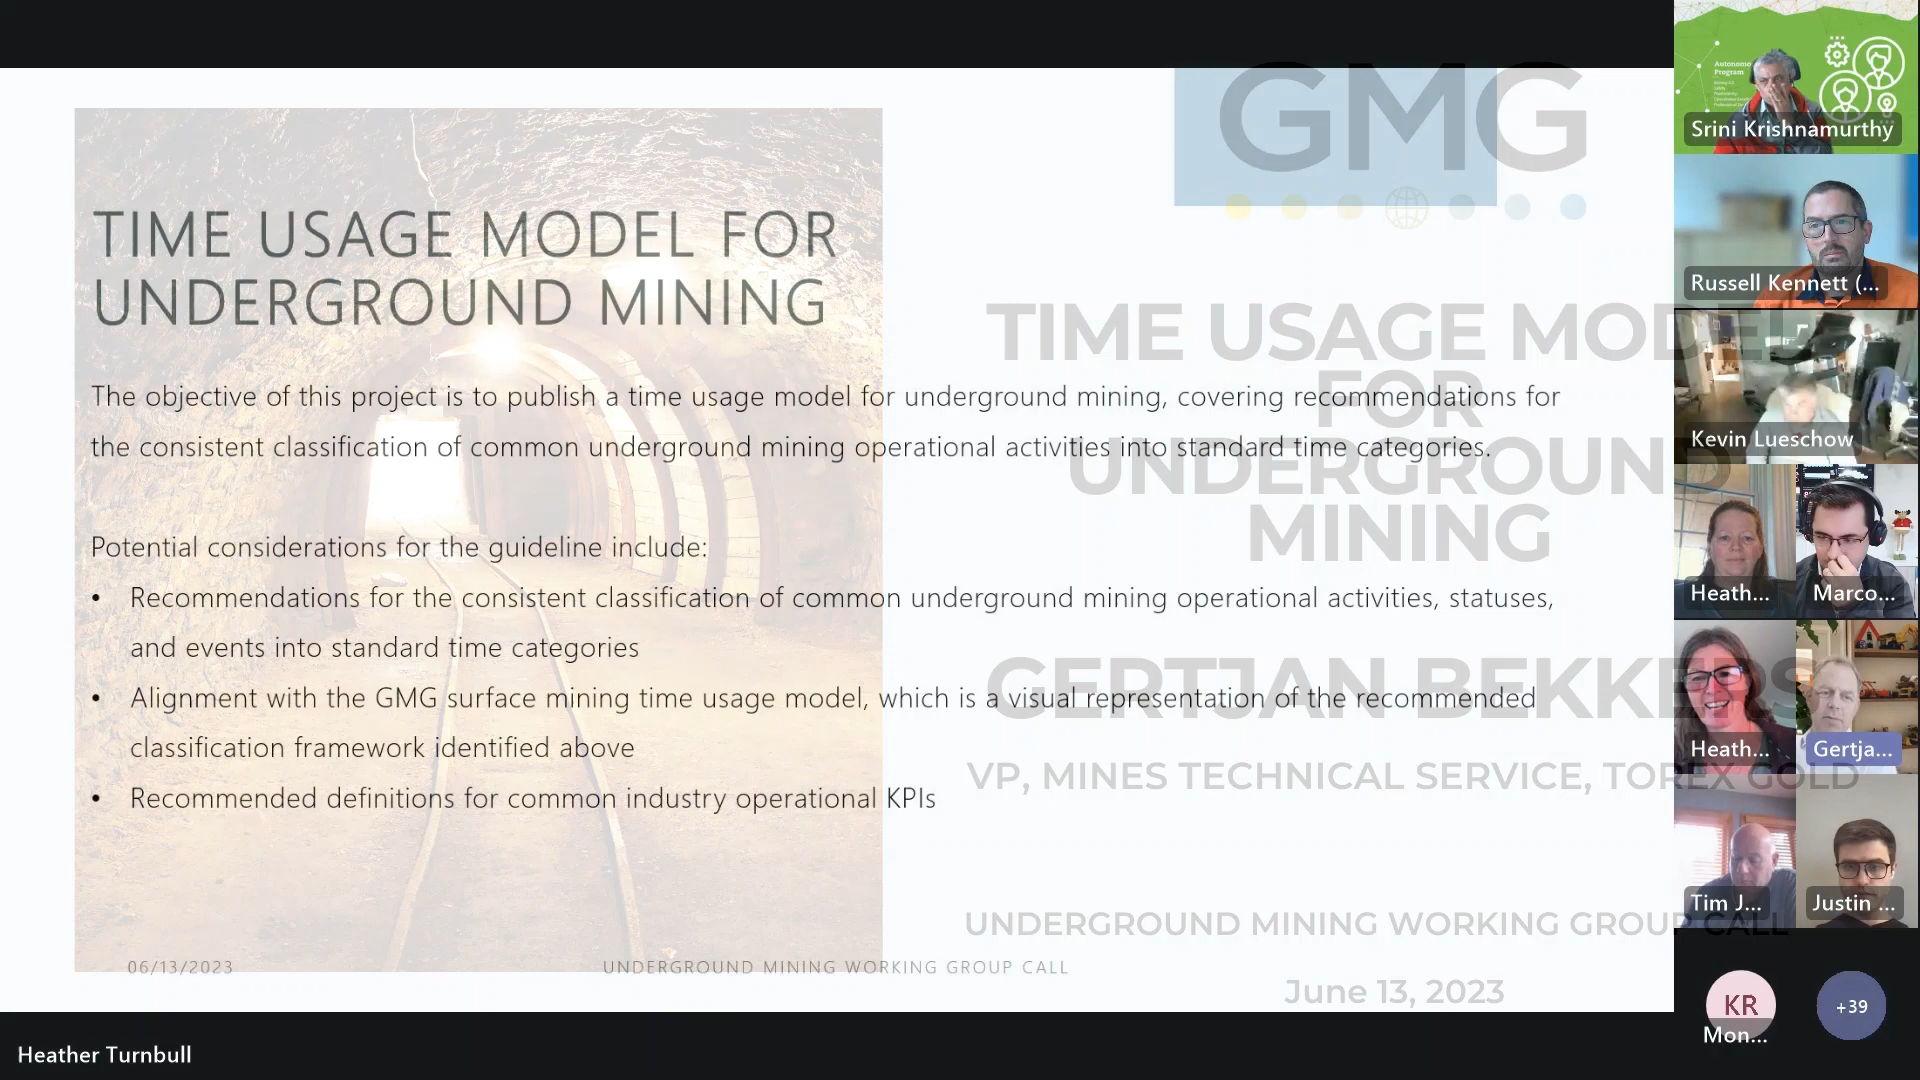 GMG
TIME USAGE MODEL FOR
UNDERGROUND MINING
The objective of this project is to publish a time usage model for underground mining, covering recommendations for
the consistent classification of common underground mining operational activities into standard time categories.
Potential considerations for the guideline include:
• Recommendations for the consistent classification of common underground mining operational activities, statuses,
and events into standard time categories
• Alignment with the GMG surface mining time usage model, which is a visual representation of the recommended
classification framework identified above
• Recommended definitions for common industry operational KPIs
06/13/2023
UNDERGROUND MINING WORKING GROUP CALL
TIME USAGE MODEL
FOR
UNDERGROUND
MINING
GERTJAN BEKKERS
VP, MINES TECHNICAL SERVICE, TOREX GOLD
UNDERGROUND MINING WORKING GROUP CALL
June 13, 2023
Autonomo
Program
Srini Krishnamurthy
Russell Kennett (...
Kevin Lueschow
Heath...
Marco...
Heath...
Gertja...
Tim J...
Justin ...
KR
Mon...
+39
Heather Turnbull